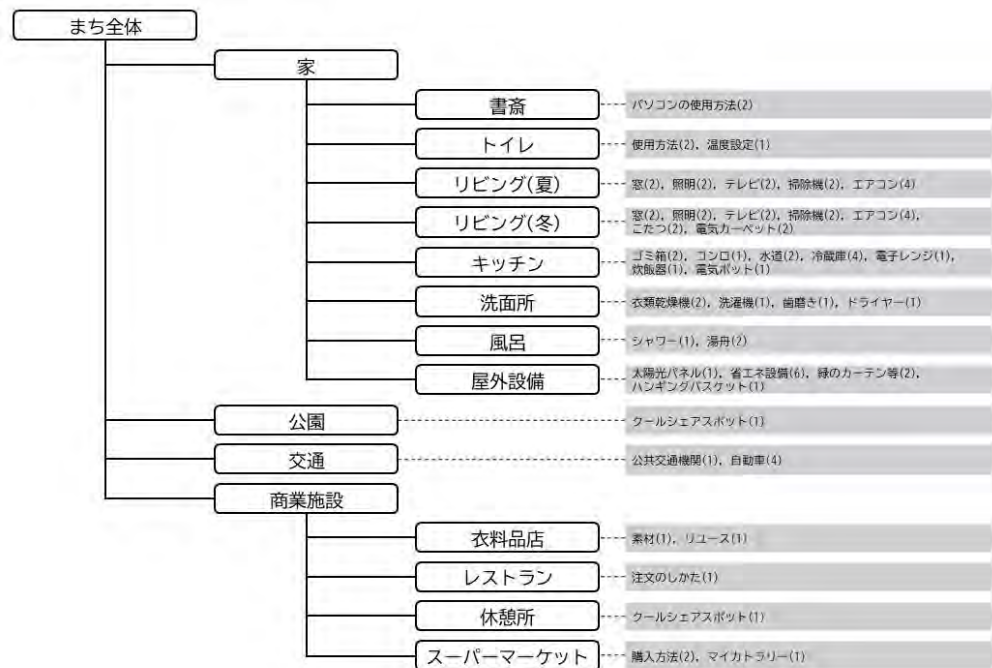 まち全体
家
書斎
パソコンの使用方法(2)
トイレ
使用方法(2)，温度設定(1)
リビング(夏)
窓(2)，照明(2)，テレビ(2)，掃除機(2)，エアコン(4)
リビング(冬)
窓(2)，照明(2)，テレビ(2)，掃除機(2)，エアコン(4)，
こたつ(2)，電気カーペット(2)
キッチン
ゴミ箱(2)，コンロ(1)，水道(2)，冷蔵庫(4)，電子レンジ(1)，
炊飯器(1)，電気ポット(1)
洗面所
衣類乾燥機(2)，洗濯機(1)，歯磨き(1)，ドライヤー(1)
風呂
シャワー(1)，湯舟(2)
屋外設備
太陽光パネル(1)，省エネ設備(6)，緑のカーテン等(2)，
ハンギングバスケット(1)
公園
クールシェアスポット(1)
交通
公共交通機関(1)，自動車(4)
商業施設
衣料品店
素材(1)，リユース(1)
レストラン
注文のしかた(1)
休憩所
クールシェアスポット(1)
スーパーマーケット
購入方法(2)，マイカトラリー(1)